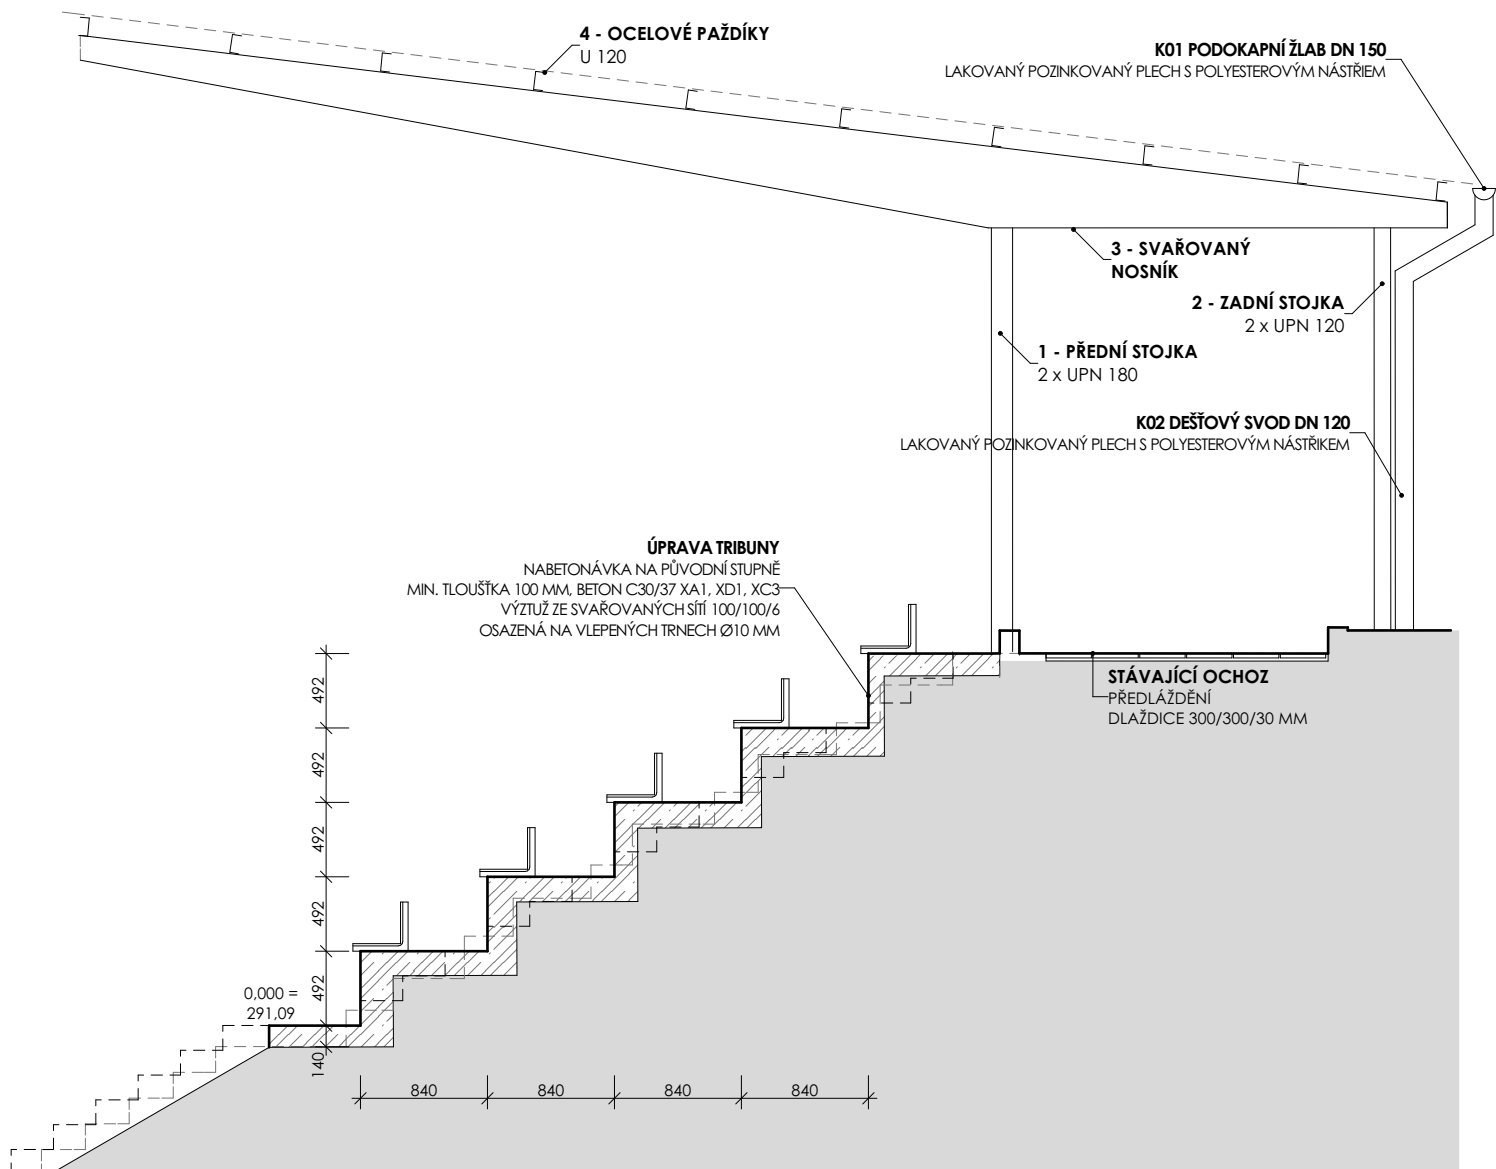 4 - OCELOVÉ PAŽDÍKY
U 120
K01 PODOKAPNÍ ŽLAB DN 150
LAKOVANÝ POZINKOVANÝ PLECH S POLYESTEROVÝM NÁSTŘIEM
3 - SVAŘOVANÝ
NOSNÍK
2 - ZADNÍ STOJKA
2 x UPN 120
1 - PŘEDNÍ STOJKA
2 x UPN 180
K02 DEŠŤOVÝ SVOD DN 120
LAKOVANÝ POZINKOVANÝ PLECH S POLYESTEROVÝM NÁSTŘIKEM
ÚPRAVA TRIBUNY
NABETONÁVKA NA PŮVODNÍ STUPNĚ
MIN. TLOUŠŤKA 100 MM, BETON C30/37 XA1, XD1, XC3
VÝZTUŽ ZE SVAŘOVANÝCH SÍTÍ 100/100/6
OSAZENÁ NA VLEPENÝCH TRNECH Ø10 MM
STÁVAJÍCÍ OCHOZ
PŘEDLÁŽDĚNÍ
DLAŽDICE 300/300/30 MM
492
492
492
492
492
140
0,000 =
291,09
840
840
840
840